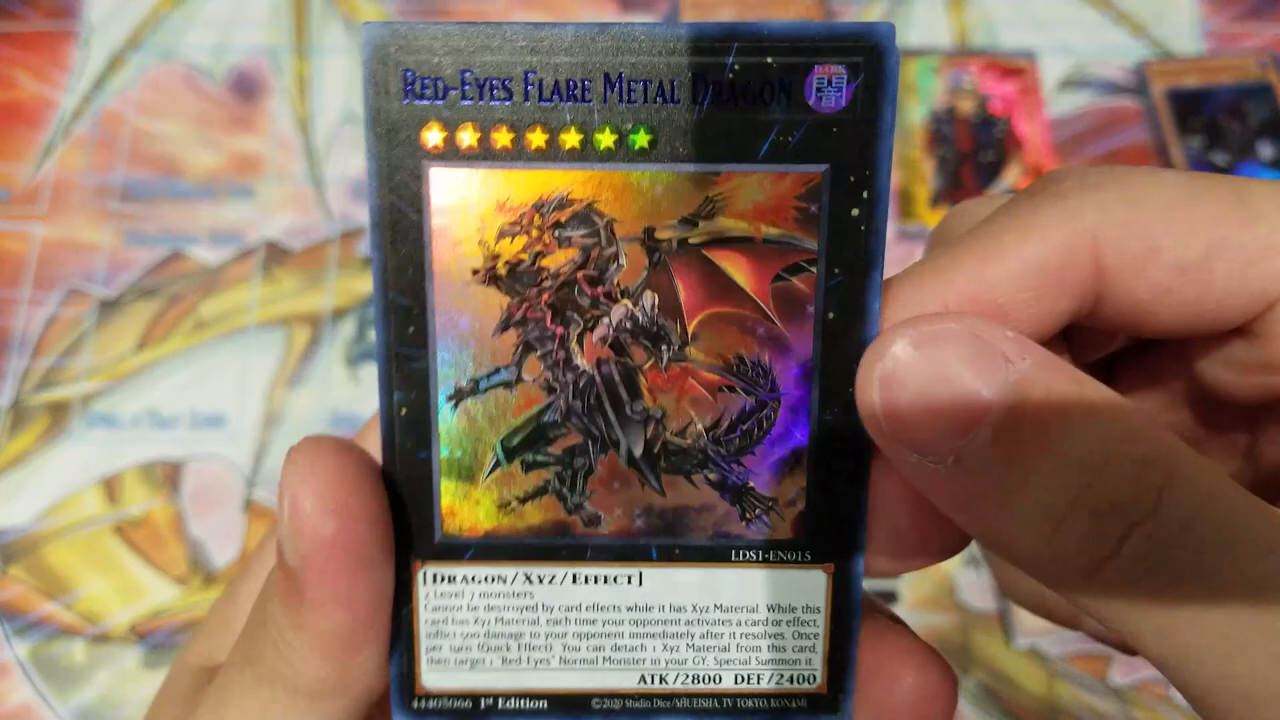 RED-EYES FLARE METAL DRAGON
DARK
闇
LDS1-EN015
[DRAGON/XYZ/EFFECT]
2 Level 7 monsters
Cannot be destroyed by card effects while it has Xyz Material. While this
card has Xyz Material, each time your opponent activates a card or effect,
inflict 500 damage to your opponent immediately after it resolves. Once
per turn (Quick Effect): You can detach 1 Xyz Material from this card,
then target 1 "Red-Eyes" Normal Monster in your GY; Special Summon it.
ATK/2800 DEF/2400
44405066 1st Edition ©2020 Studio Dice/SHUEISHA, TV TOKYO, KONAMI